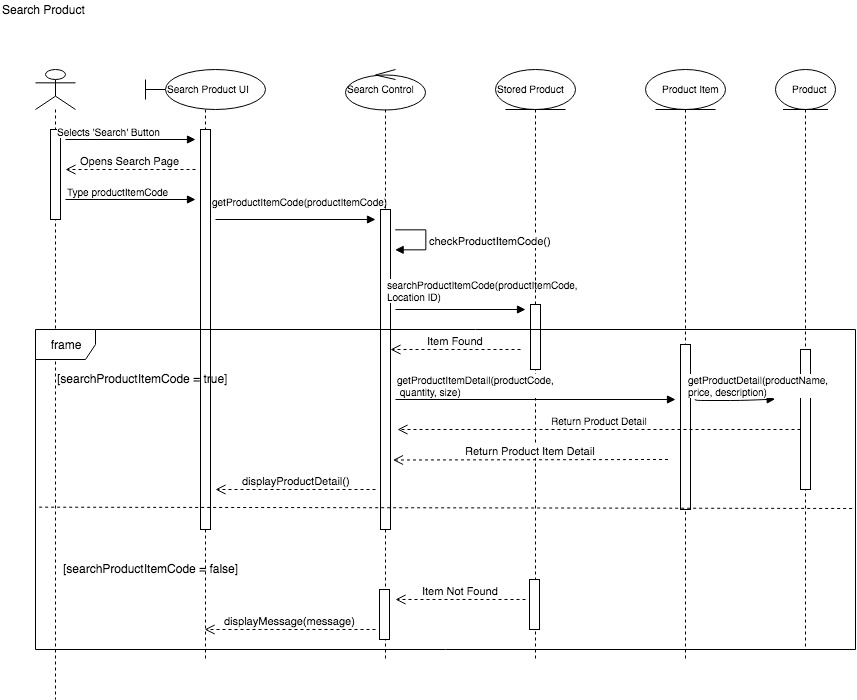 Search Product
Search Product UI
Search Control
Stored Product
Product Item
Product
Selects 'Search' Button
Opens Search Page
Type productItemCode
getProductItemCode(productItemCode)
checkProductItemCode()
searchProductItemCode(productItemCode,
Location ID)
frame
Item Found
[searchProductItemCode = true]
getProductItemDetail(productCode,
quantity, size)
getProductDetail(productName,
price, description)
Return Product Detail
Return Product Item Detail
displayProductDetail()
[searchProductItemCode = false]
Item Not Found
displayMessage(message)